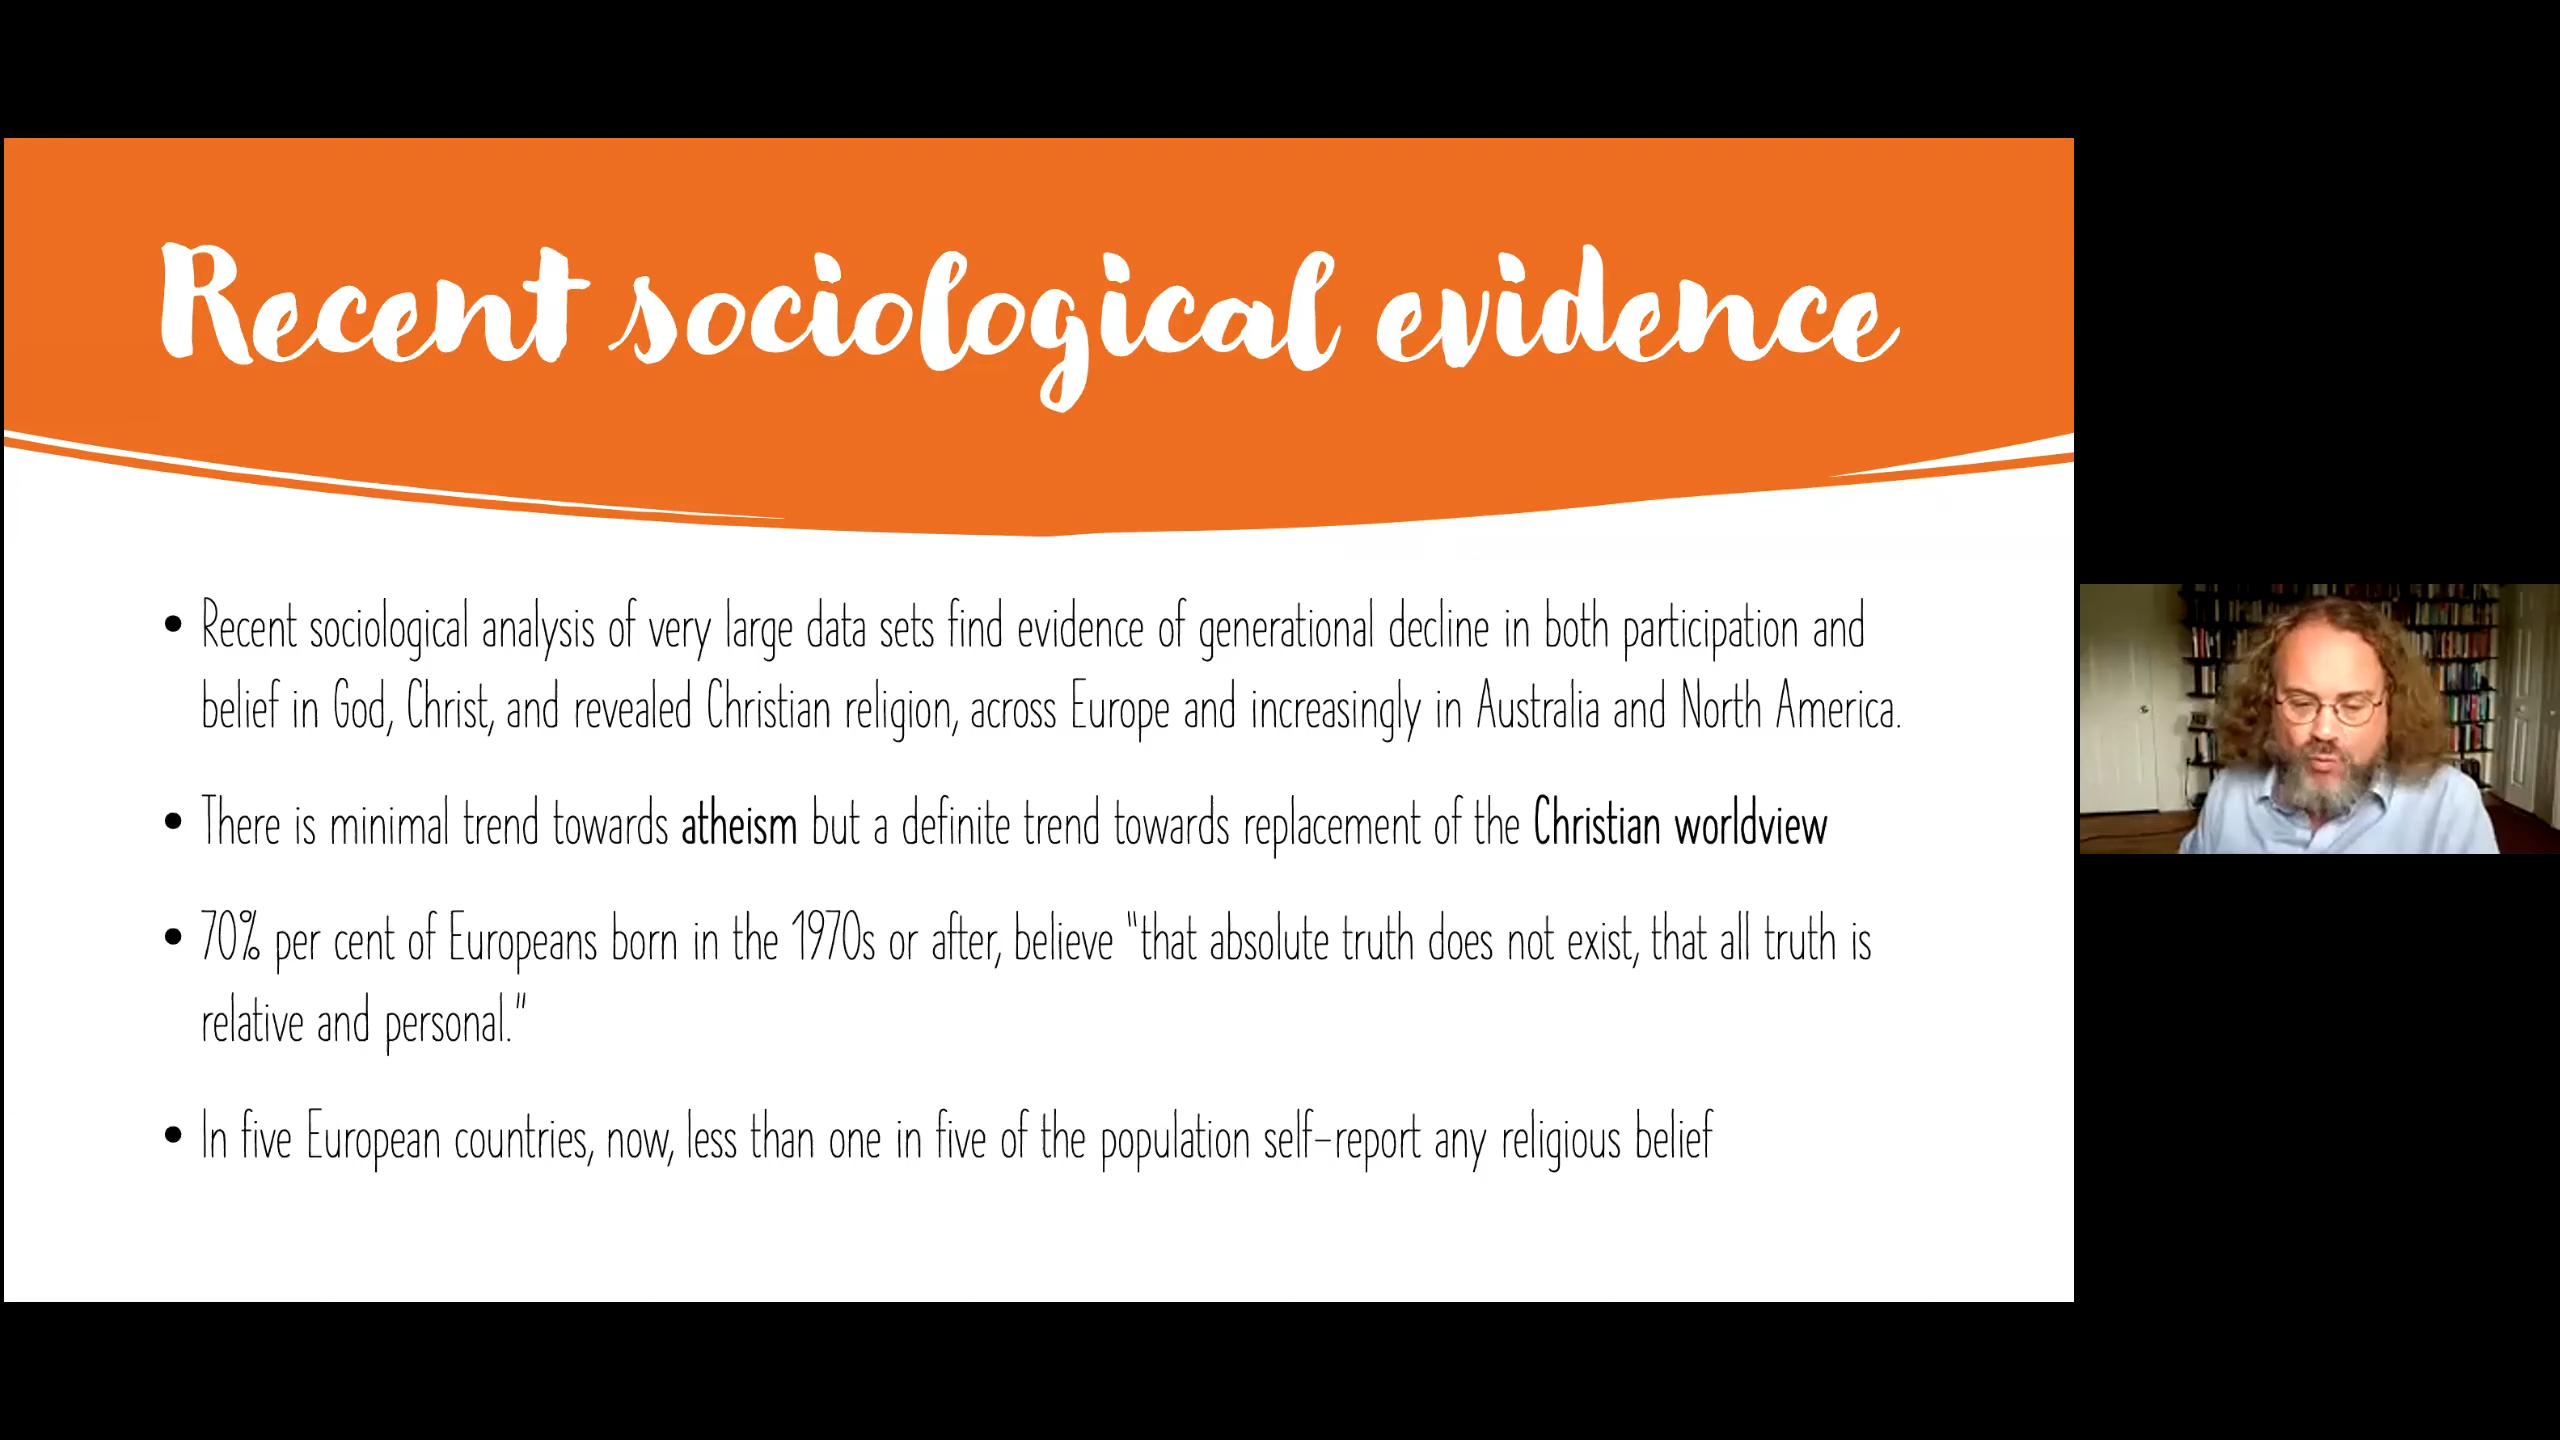 Recent sociological evidence
• Recent sociological analysis of very large data sets find evidence of generational decline in both participation and
belief in God, Christ, and revealed Christian religion, across Europe and increasingly in Australia and North America.
• There is minimal trend towards atheism but a definite trend towards replacement of the Christian worldview
• 70% per cent of Europeans born in the 1970s or after, believe "that absolute truth does not exist, that all truth is
relative and personal."
• In five European countries, now, less than one in five of the population self-report any religious belief